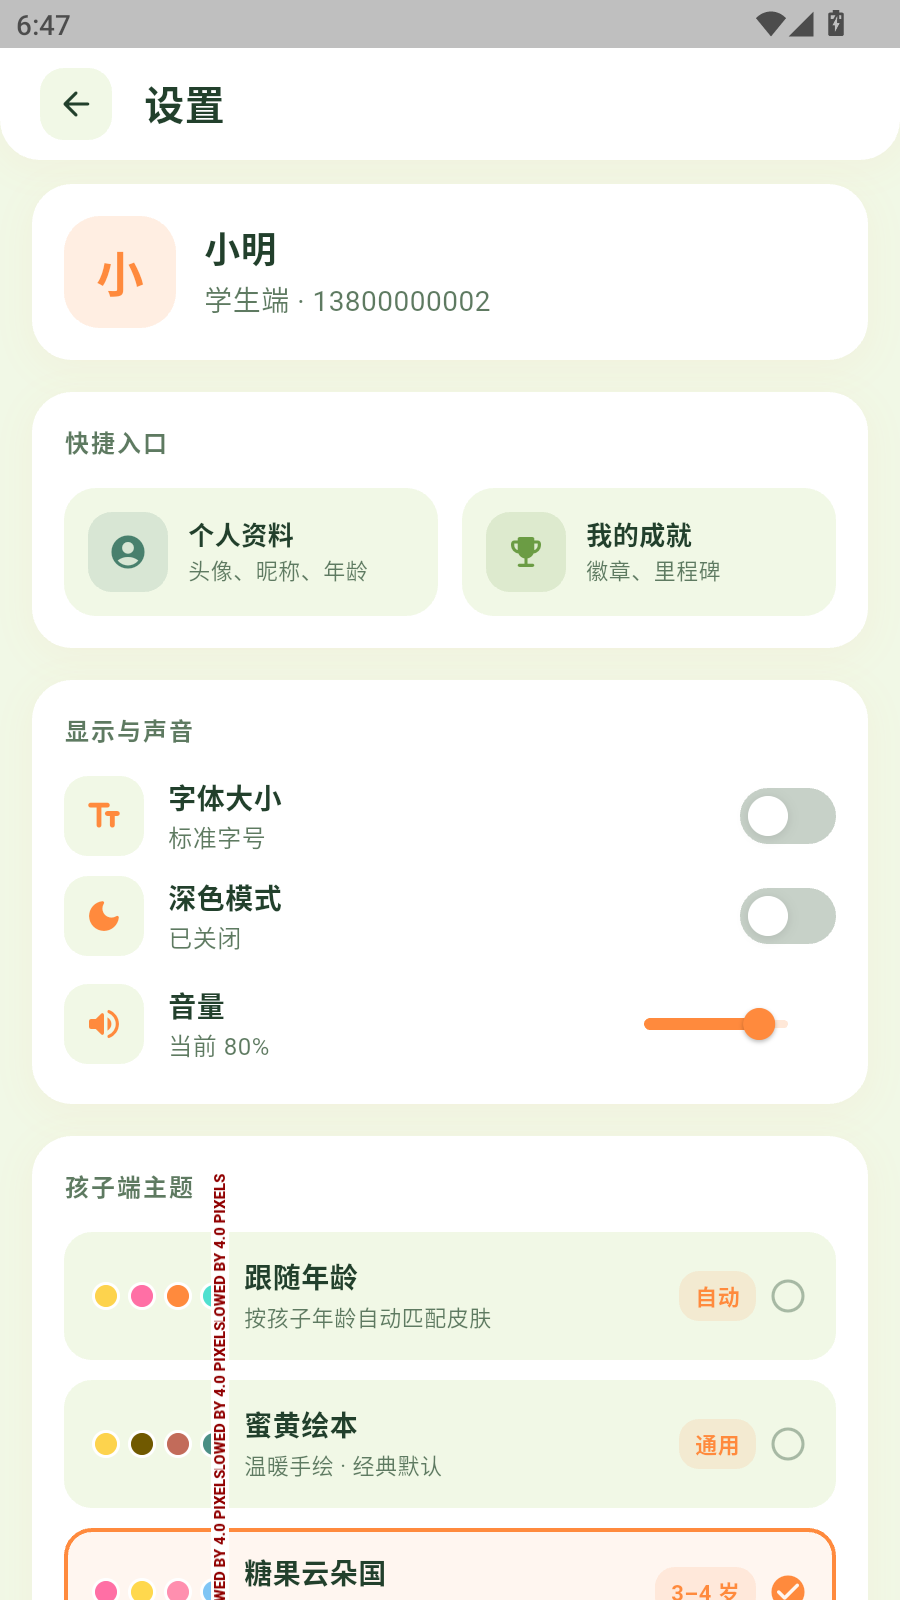 6:47
设置
小
小明
学生端 · 13800000002
快捷入口
个人资料
头像、昵称、年龄
我的成就
徽章、里程碑
显示与声音
字体大小
标准字号
深色模式
已关闭
音量
当前 80%
孩子端主题
跟随年龄
按孩子年龄自动匹配皮肤
自动
LOWED BY 4.0 PIXELS
蜜黄绘本
温暖手绘 · 经典默认
通用
LOWED BY 4.0 PIXELS
糖果云朵国
3–4 岁
WED BY 4.0 PIXELS